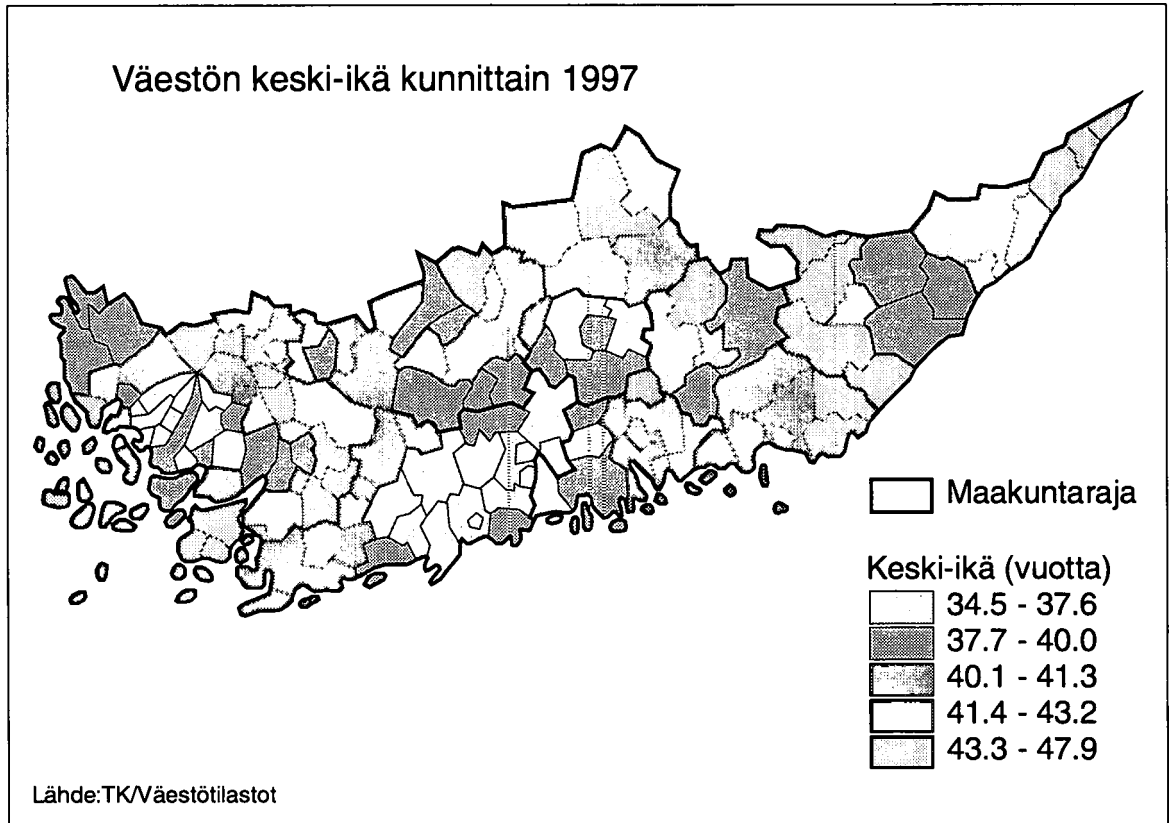 Väestön keski-ikä kunnittain 1997
Maakuntaraja
Keski-ikä (vuotta)
34.5 - 37.6
37.7 - 40.0
40.1 - 41.3
41.4 - 43.2
43.3 - 47.9
Lähde:TK/Väestötilastot